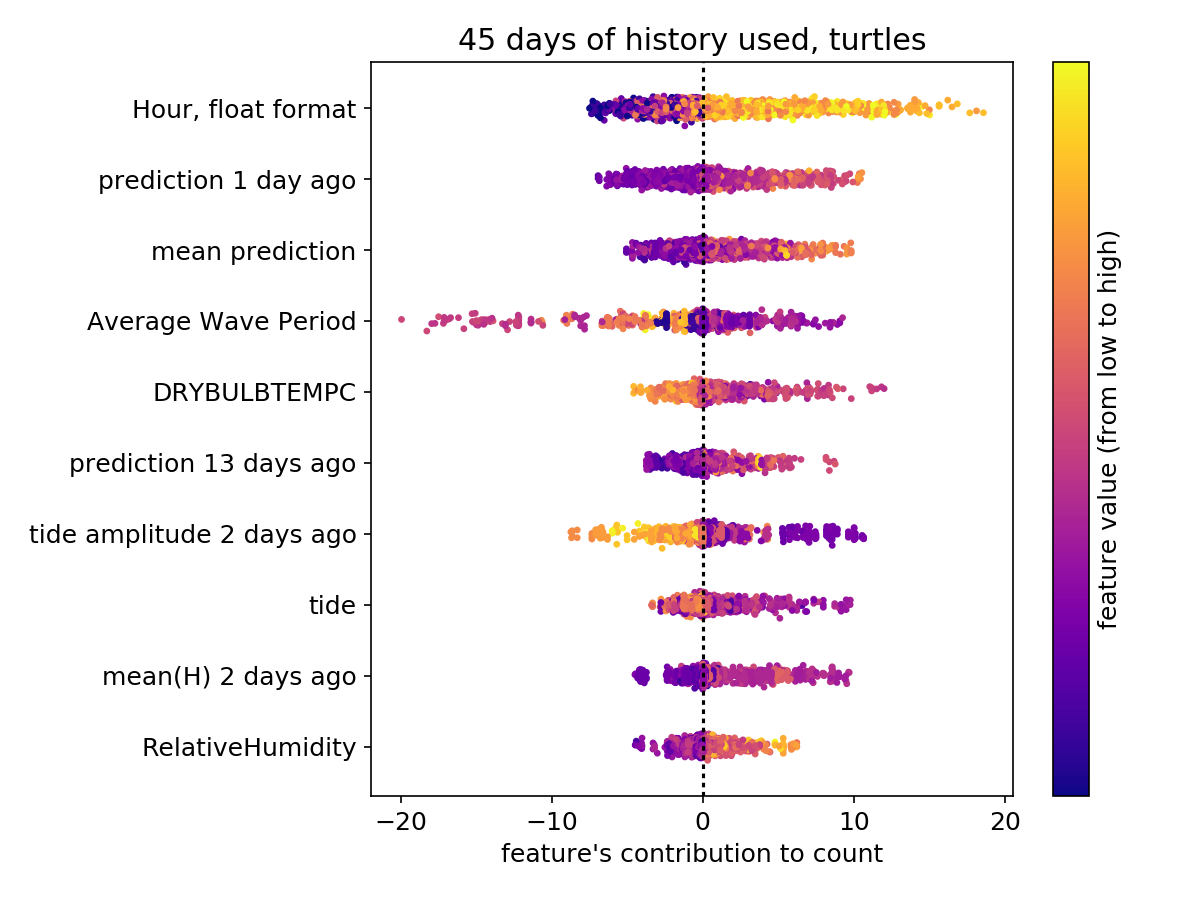 45 days of history used, turtles
Hour, float format
prediction 1 day ago
mean prediction
Average Wave Period
DRYBULBTEMPC
prediction 13 days ago
tide amplitude 2 days ago
tide
mean(H) 2 days ago
RelativeHumidity
−20 −10 0 10 20
feature's contribution to count
feature value (from low to high)